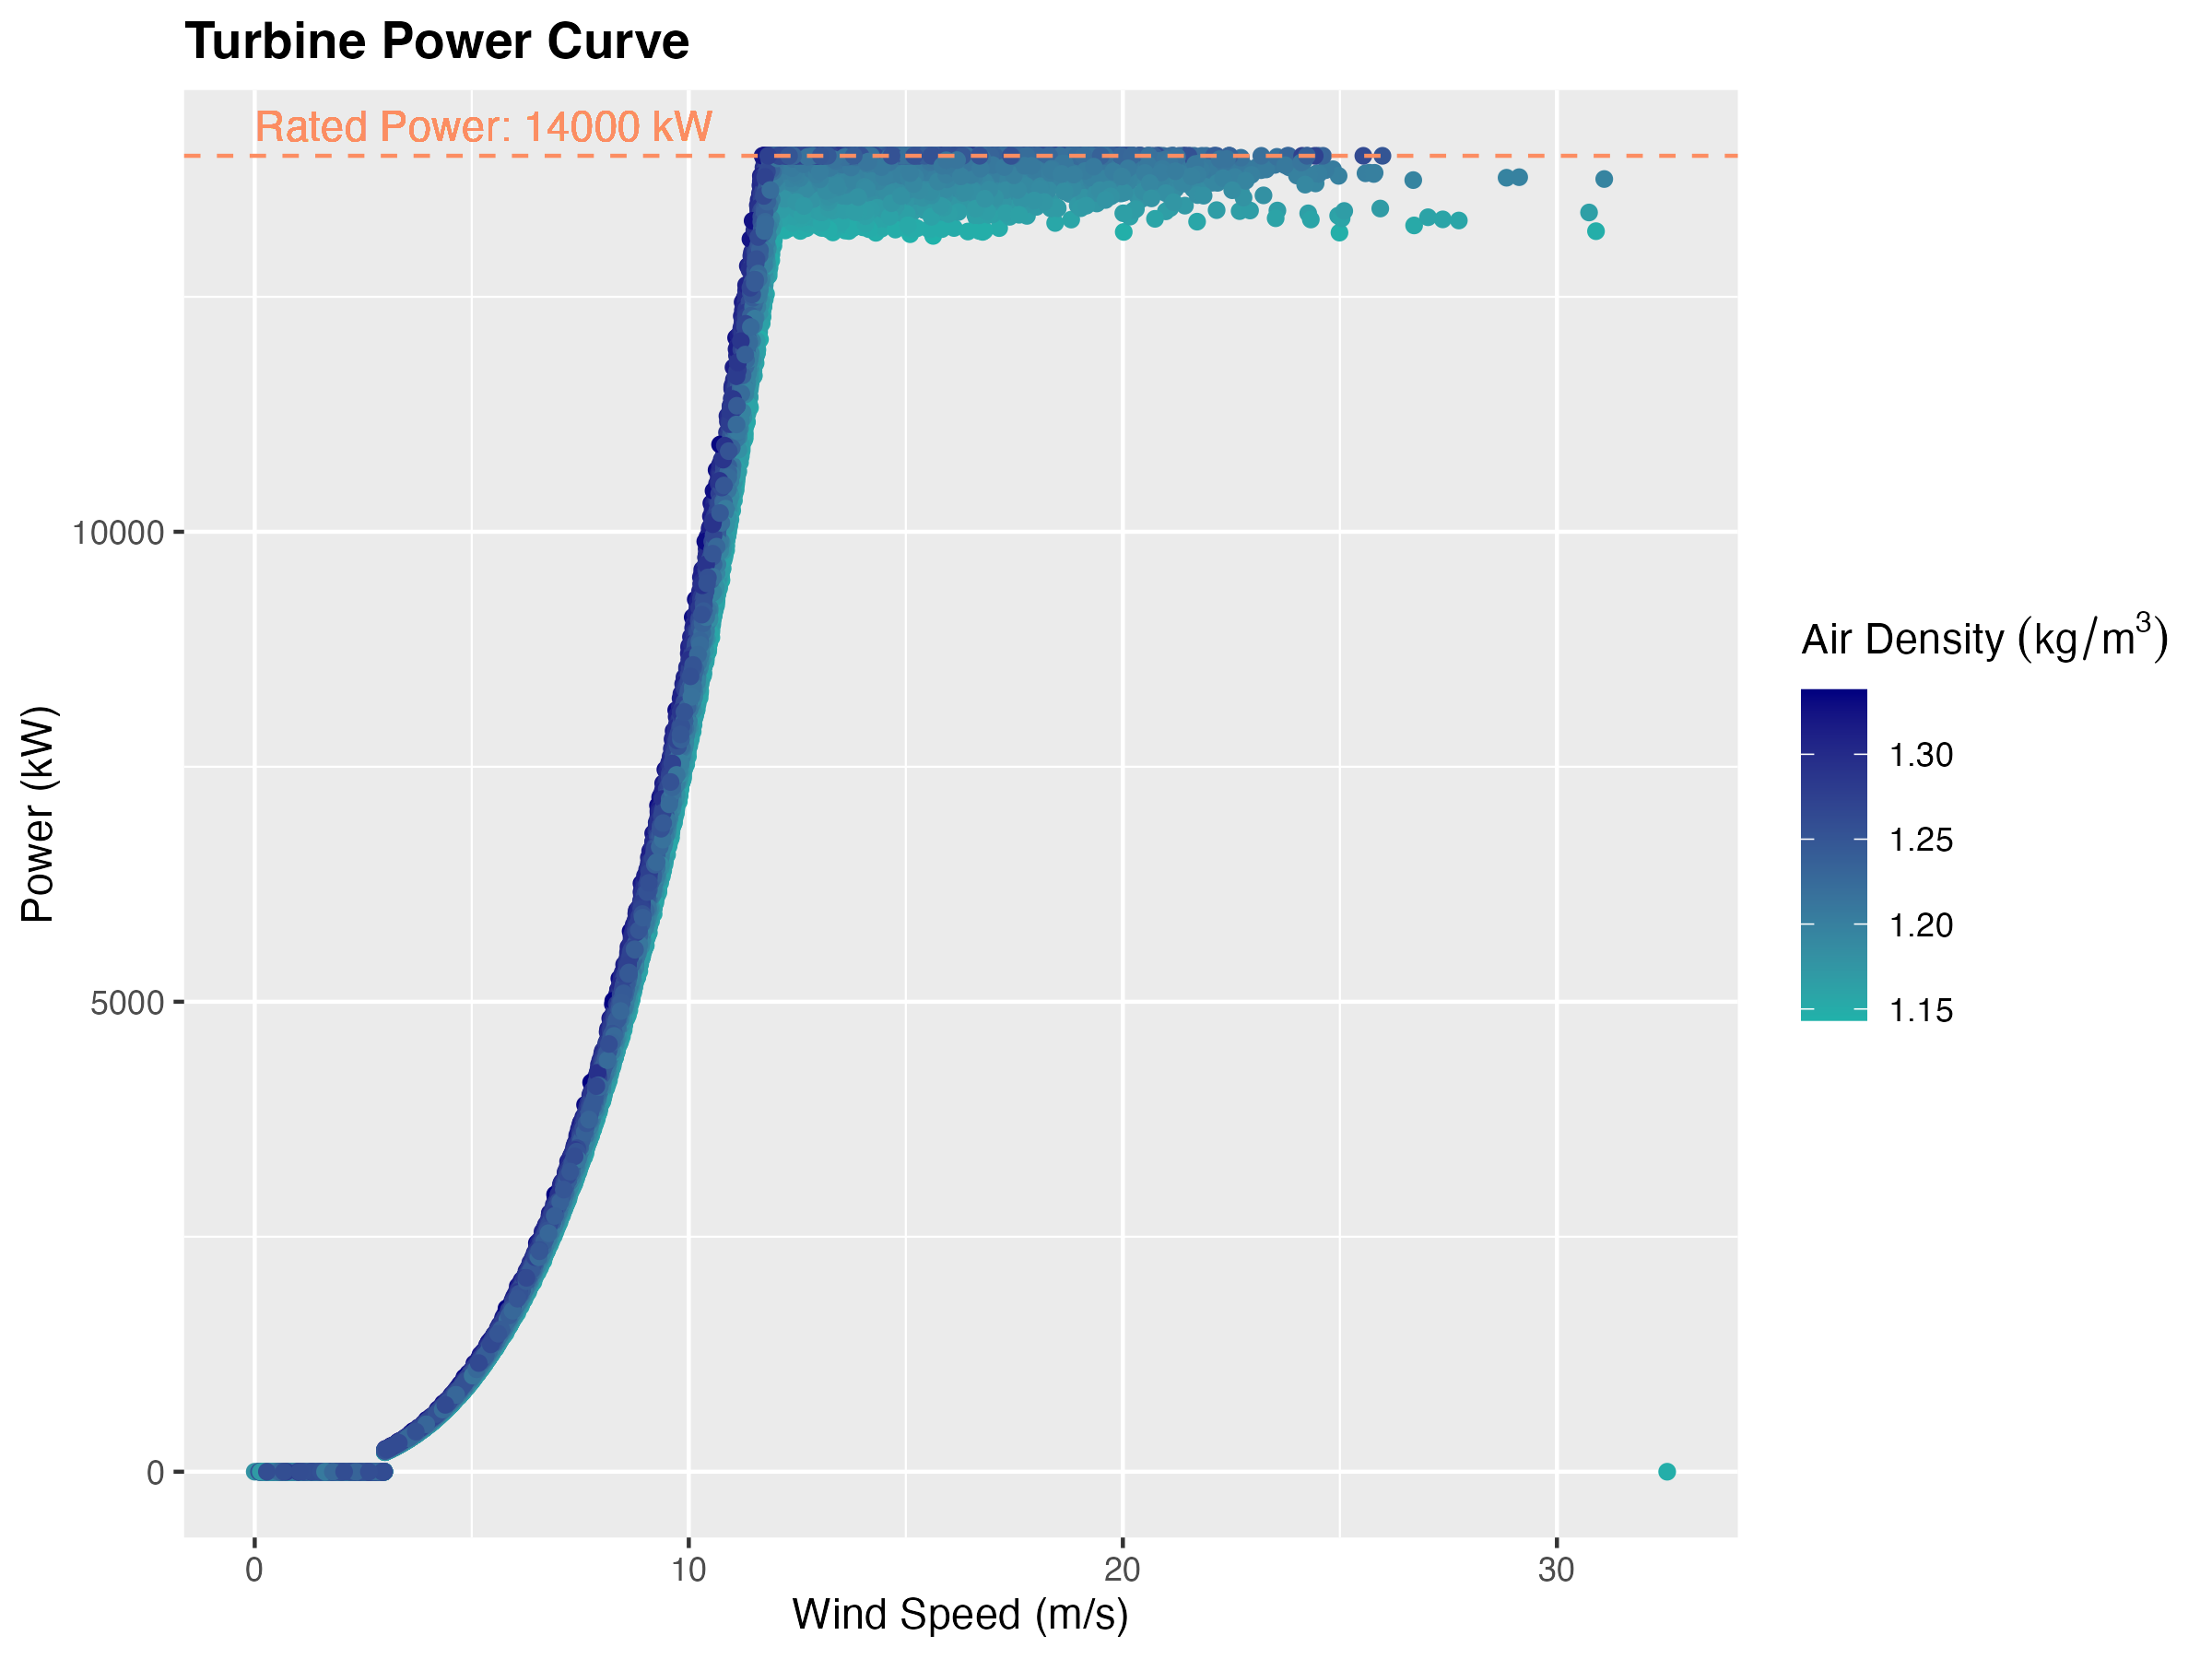 Turbine Power Curve
Rated Power: 14000 kW
10000
5000
0
Power (kW)
0
10
20
30
Wind Speed (m/s)
Air Density (kg/m³)
1.30
1.25
1.20
1.15